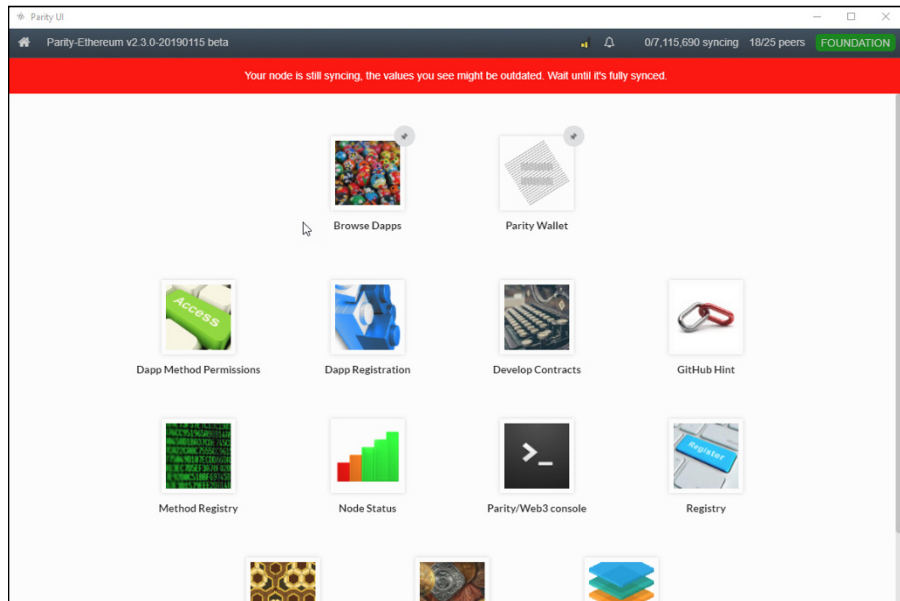 Parity UI
Parity-Ethereum v2.3.0-20190115 beta
0/7,115,690 syncing 18/25 peers FOUNDATION
Your node is still syncing, the values you see might be outdated. Wait until it's fully synced.
Browse Dapps Parity Wallet
Access
Dapp Method Permissions Dapp Registration Develop Contracts GitHub Hint
>_
Register
Method Registry Node Status Parity/Web3 console Registry